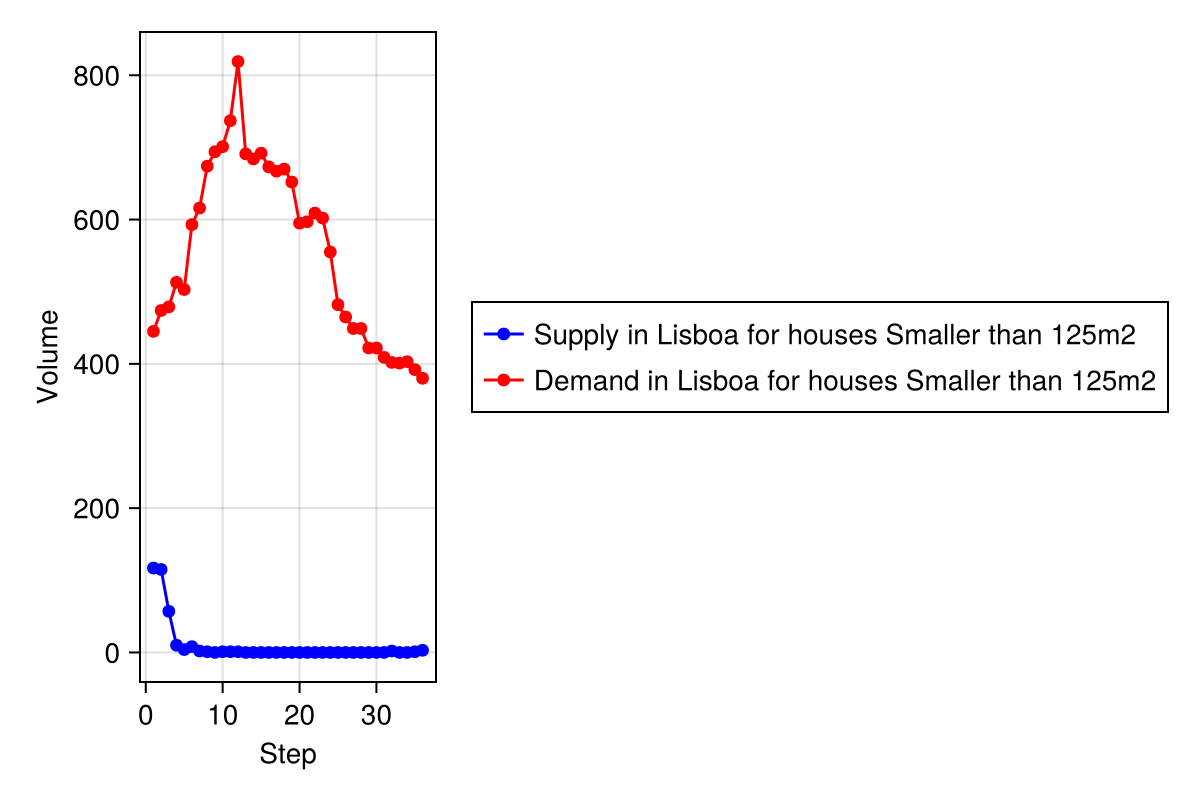 800
600
400
200
0
Volume
0 10 20 30
Step
Supply in Lisboa for houses Smaller than 125m2
Demand in Lisboa for houses Smaller than 125m2